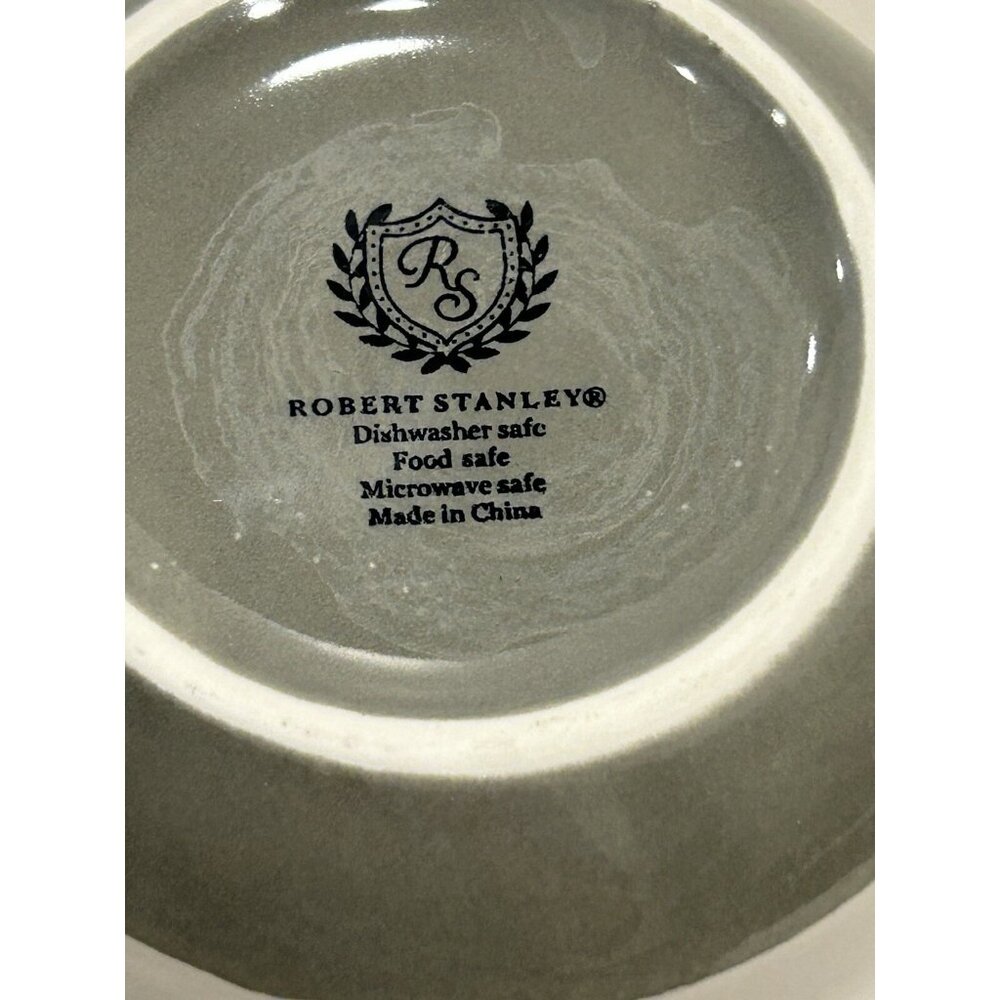 RS
ROBERT STANLEY®
Dishwasher safe
Food safe
Microwave safe
Made in China